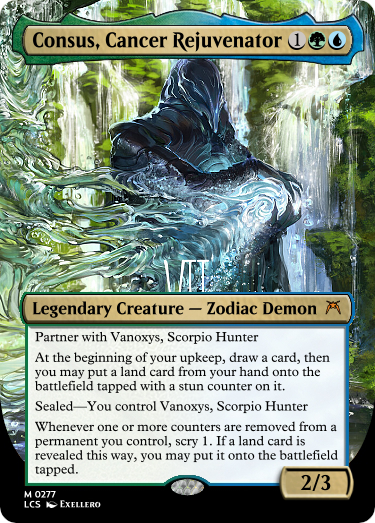 Consus, Cancer Rejuvenator 1
VII
Legendary Creature — Zodiac Demon
Partner with Vanoxys, Scorpio Hunter
At the beginning of your upkeep, draw a card, then
you may put a land card from your hand onto the
battlefield tapped with a stun counter on it.
Sealed—You control Vanoxys, Scorpio Hunter
Whenever one or more counters are removed from a
permanent you control, scry 1. If a land card is
revealed this way, you may put it onto the battlefield
tapped.
2/3
M 0277
LCS Exellero